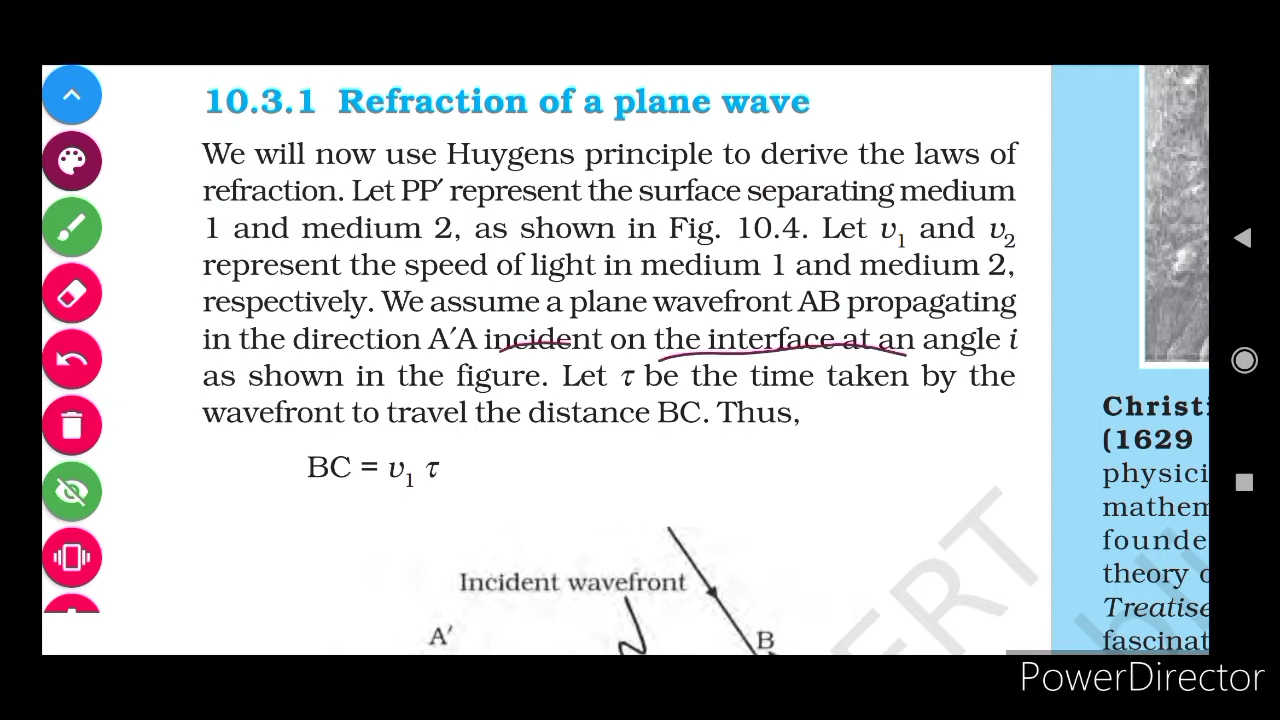 10.3.1 Refraction of a plane wave
We will now use Huygens principle to derive the laws of
refraction. Let PP′ represent the surface separating medium
1 and medium 2, as shown in Fig. 10.4. Let v₁ and v₂
represent the speed of light in medium 1 and medium 2,
respectively. We assume a plane wavefront AB propagating
in the direction A′A incident on the interface at an angle i
as shown in the figure. Let τ be the time taken by the
wavefront to travel the distance BC. Thus,
BC = v₁ τ
Incident wavefront
A′
B
Christi
(1629
physici
mathem
founde
theory o
Treatise
fascinat
ERT
PowerDirector